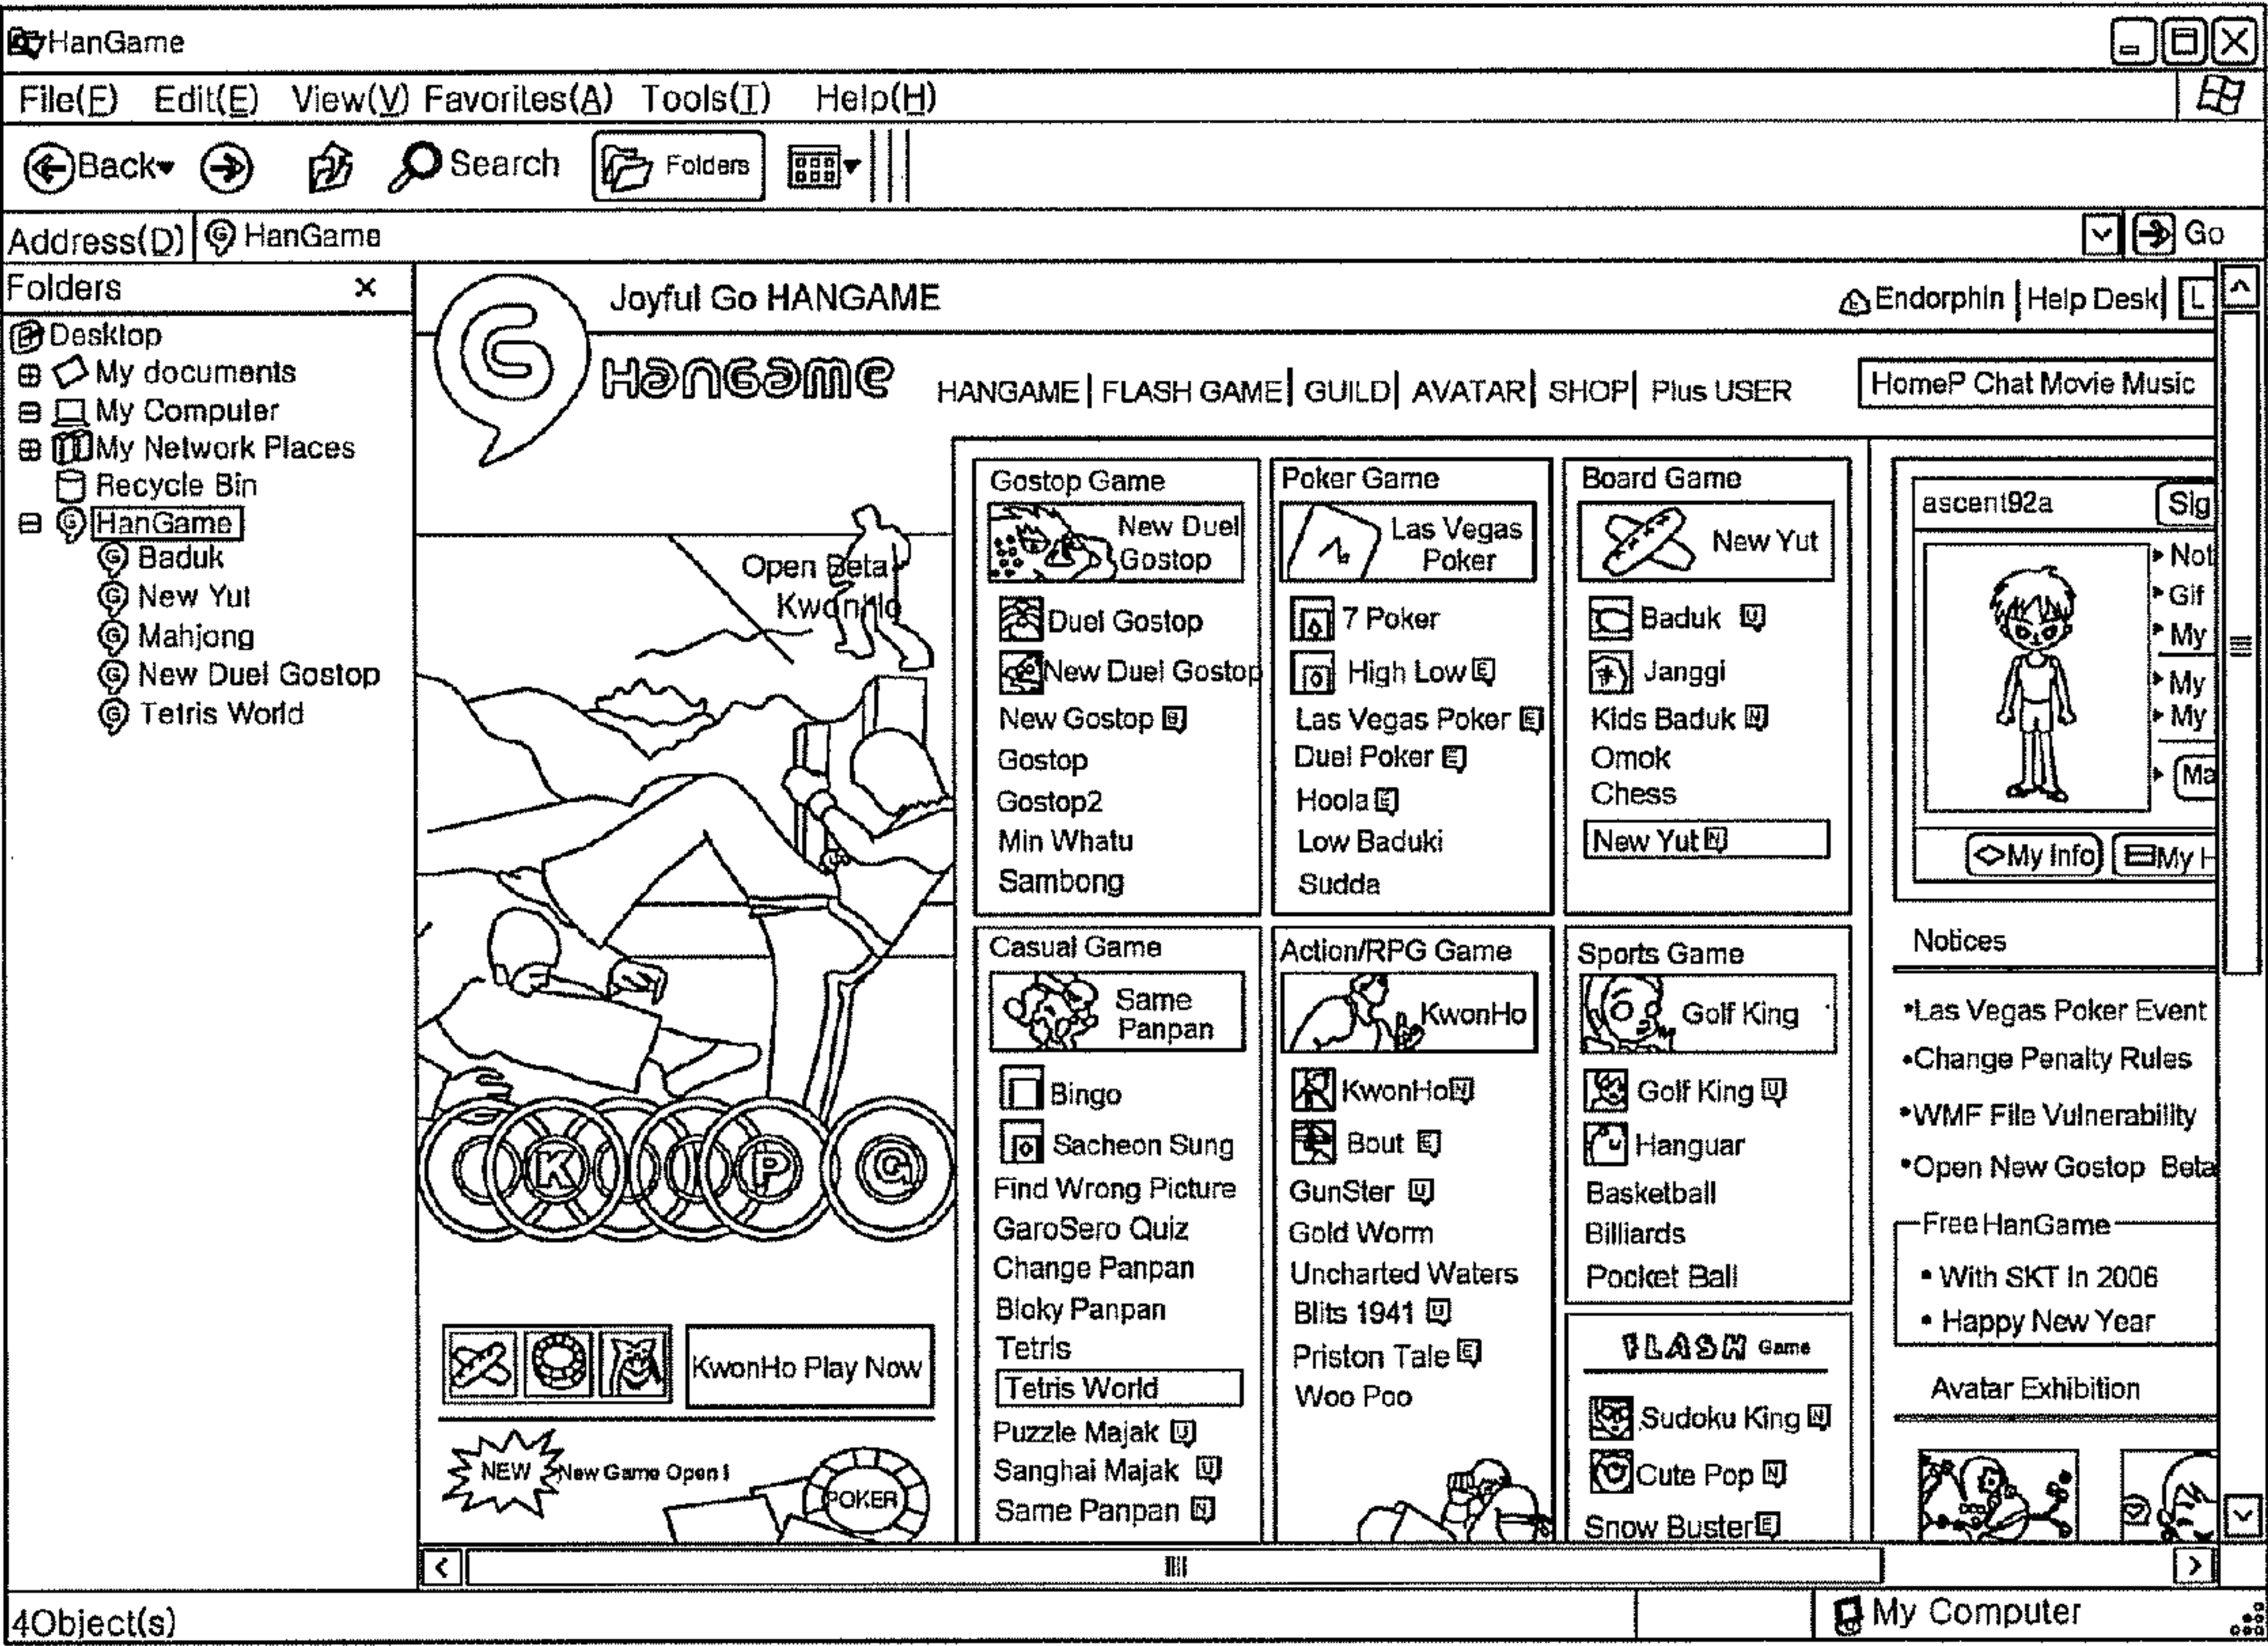 HanGame
File(F) Edit(E) View(V) Favorites(A) Tools(T) Help(H)
Back Search Folders
Address(D) HanGame Go
Folders x
Desktop
My documents
My Computer
My Network Places
Recycle Bin
HanGame
Baduk
New Yut
Mahjong
New Duel Gostop
Tetris World
Joyful Go HANGAME
Endorphin | Help Desk | L
Hangame
HANGAME | FLASH GAME | GUILD | AVATAR | SHOP | Plus USER
HomeP Chat Movie Music
Open Beta
KwonHo
K P G
KwonHo Play Now
NEW New Game Open !
POKER
Gostop Game
New Duel
Gostop
Duel Gostop
New Duel Gostop
New Gostop
Gostop
Gostop2
Min Whatu
Sambong
Poker Game
Las Vegas
Poker
7 Poker
High Low E
Las Vegas Poker E
Duel Poker E
Hoola E
Low Baduki
Sudda
Board Game
New Yut
Baduk U
Janggi
Kids Baduk N
Omok
Chess
New Yut N
Casual Game
Same
Panpan
Bingo
Sacheon Sung
Find Wrong Picture
GaroSero Quiz
Change Panpan
Bloky Panpan
Tetris
Tetris World
Puzzle Majak U
Sanghai Majak U
Same Panpan N
Action/RPG Game
KwonHo
KwonHo N
Bout E
GunSter U
Gold Worm
Uncharted Waters
Blits 1941 U
Priston Tale E
Woo Poo
Sports Game
Golf King
Golf King U
Hanguar
Basketball
Billiards
Pocket Ball
FLASH Game
Sudoku King N
Cute Pop N
Snow Buster E
ascent92a Sig
Not
Gif
My
My
My
Ma
My Info My H
Notices
•Las Vegas Poker Event
•Change Penalty Rules
•WMF File Vulnerability
•Open New Gostop Beta
Free HanGame
• With SKT In 2006
• Happy New Year
Avatar Exhibition
4Object(s) My Computer